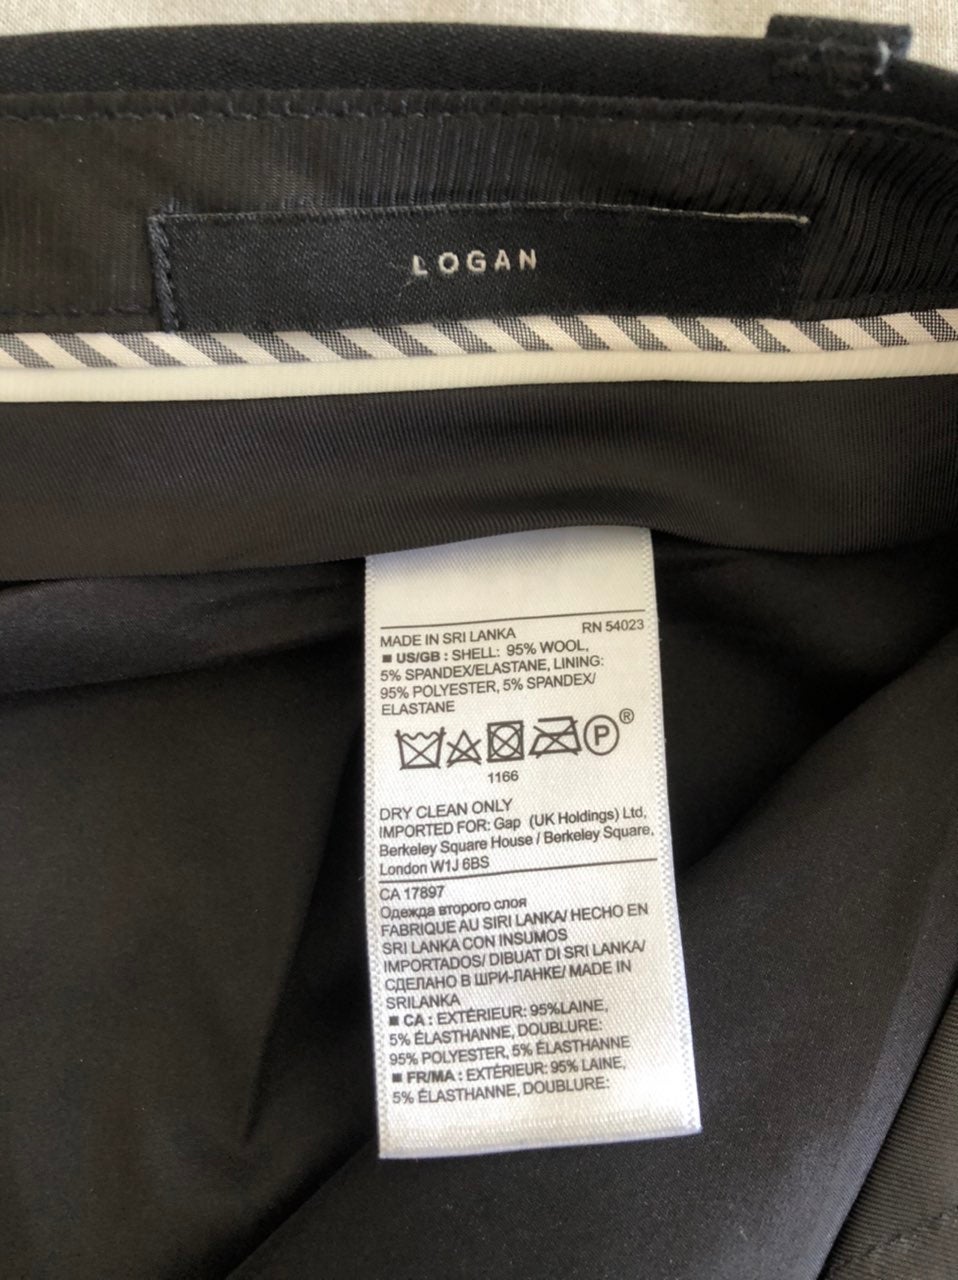 LOGAN
MADE IN SRI LANKA RN 54023
■ US/GB : SHELL: 95% WOOL,
5% SPANDEX/ELASTANE, LINING:
95% POLYESTER, 5% SPANDEX/
ELASTANE
P ®
1166
DRY CLEAN ONLY
IMPORTED FOR: Gap (UK Holdings) Ltd,
Berkeley Square House / Berkeley Square,
London W1J 6BS
CA 17897
Одежда второго слоя
FABRIQUE AU SIRI LANKA/ HECHO EN
SRI LANKA CON INSUMOS
IMPORTADOS/ DIBUAT DI SRI LANKA/
СДЕЛАНО В ШРИ-ЛАНКЕ/ MADE IN
SRILANKA
■ CA : EXTÉRIEUR: 95%LAINE,
5% ÉLASTHANNE, DOUBLURE:
95% POLYESTER, 5% ÉLASTHANNE
■ FR/MA : EXTÉRIEUR: 95% LAINE,
5% ÉLASTHANNE, DOUBLURE: